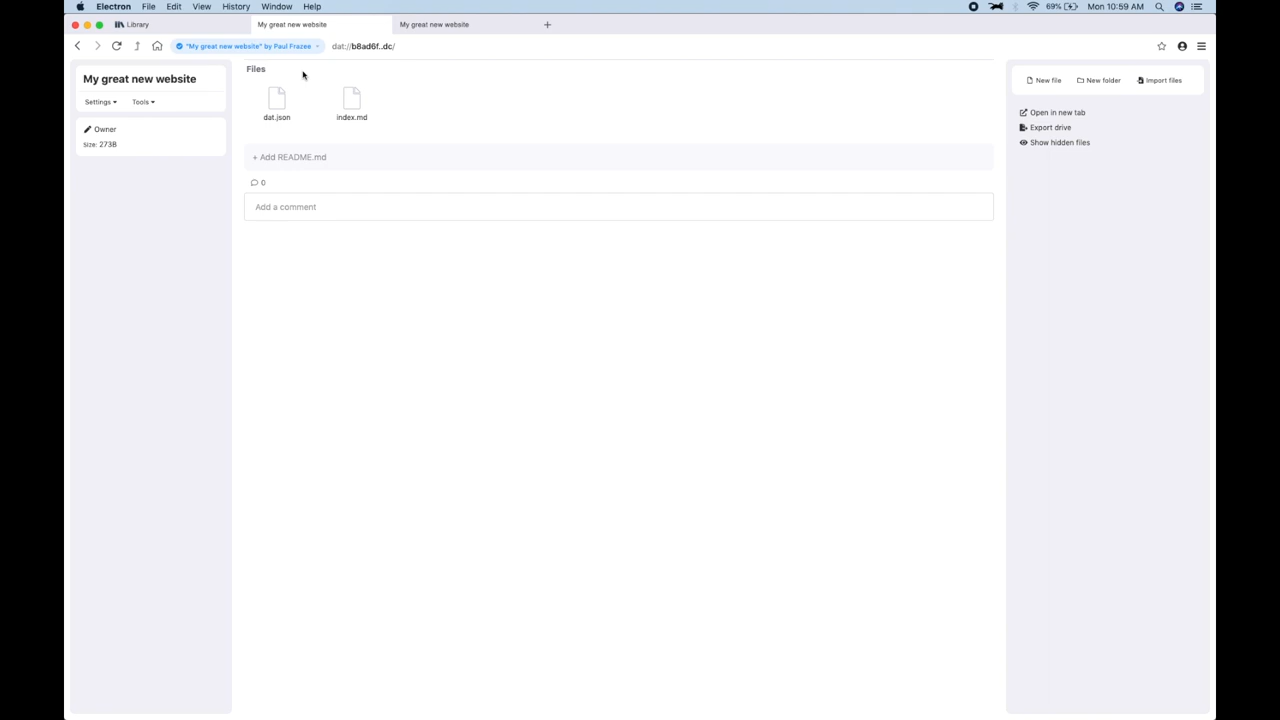 Electron File Edit View History Window Help 69% Mon 10:59 AM
Library My great new website My great new website +
"My great new website" by Paul Frazee dat://b8ad6f..dc/
My great new website
Settings Tools
Owner
Size: 273B
Files
dat.json index.md
+ Add README.md
0
Add a comment
New file New folder Import files
Open in new tab
Export drive
Show hidden files